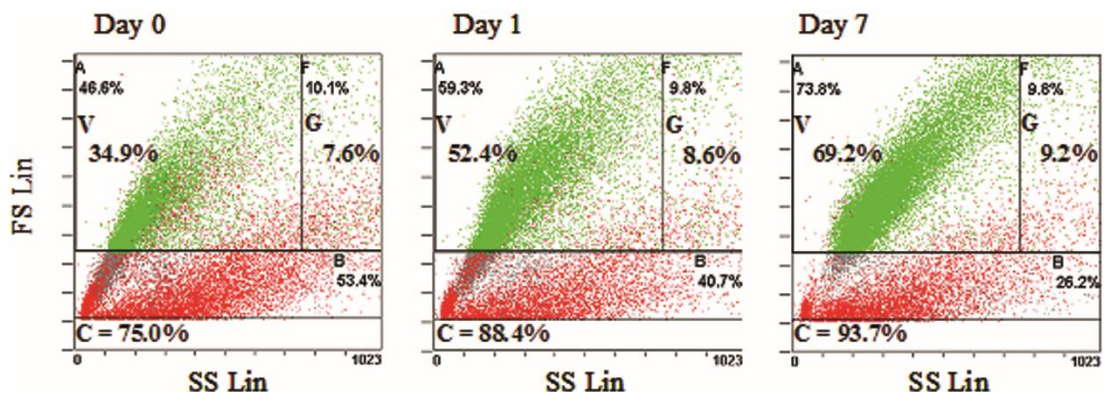 Day 0
Day 1
Day 7
FS Lin
A
46.6%
F
10.1%
V
34.9%
G
7.6%
B
53.4%
C = 75.0%
0
1023
SS Lin
A
59.3%
F
9.8%
V
52.4%
G
8.6%
B
40.7%
C = 88.4%
0
1023
SS Lin
A
73.8%
F
9.8%
V
69.2%
G
9.2%
B
26.2%
C = 93.7%
0
1023
SS Lin